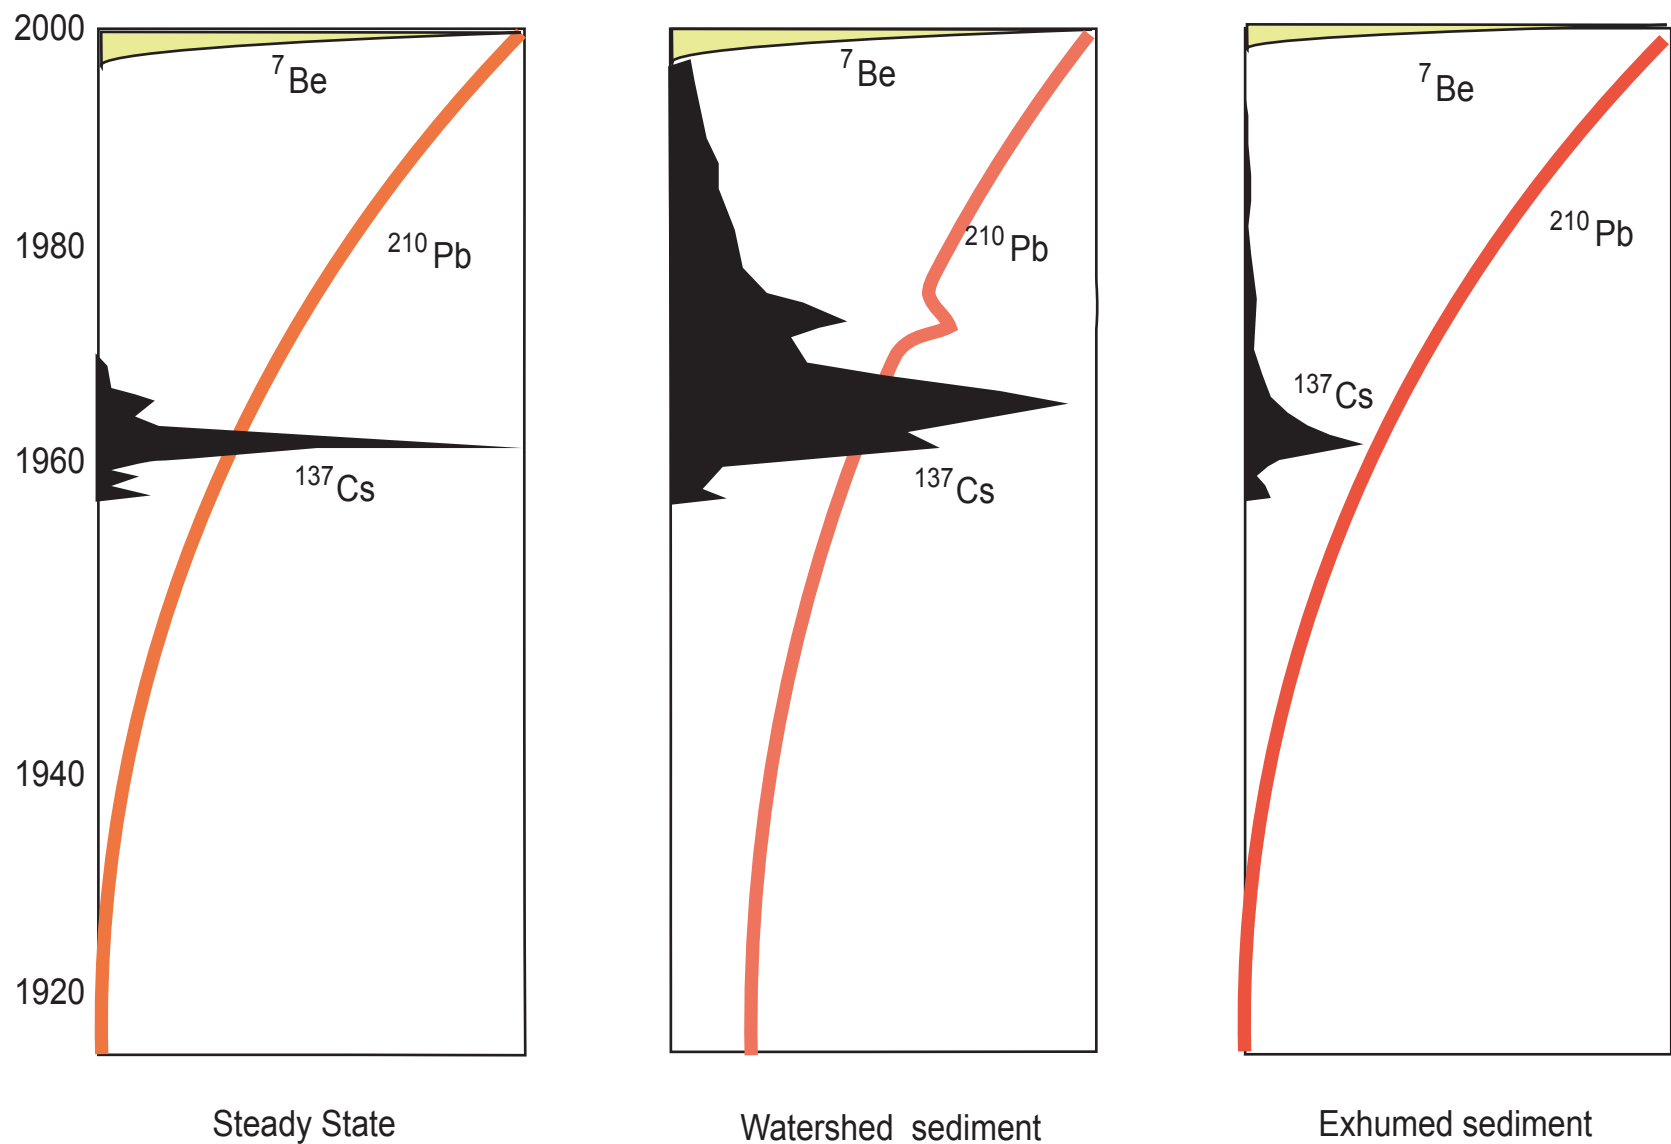 2000
1980
1960
1940
1920
⁷Be
²¹⁰Pb
¹³⁷Cs
Steady State
⁷Be
²¹⁰Pb
¹³⁷Cs
Watershed sediment
⁷Be
²¹⁰Pb
¹³⁷Cs
Exhumed sediment